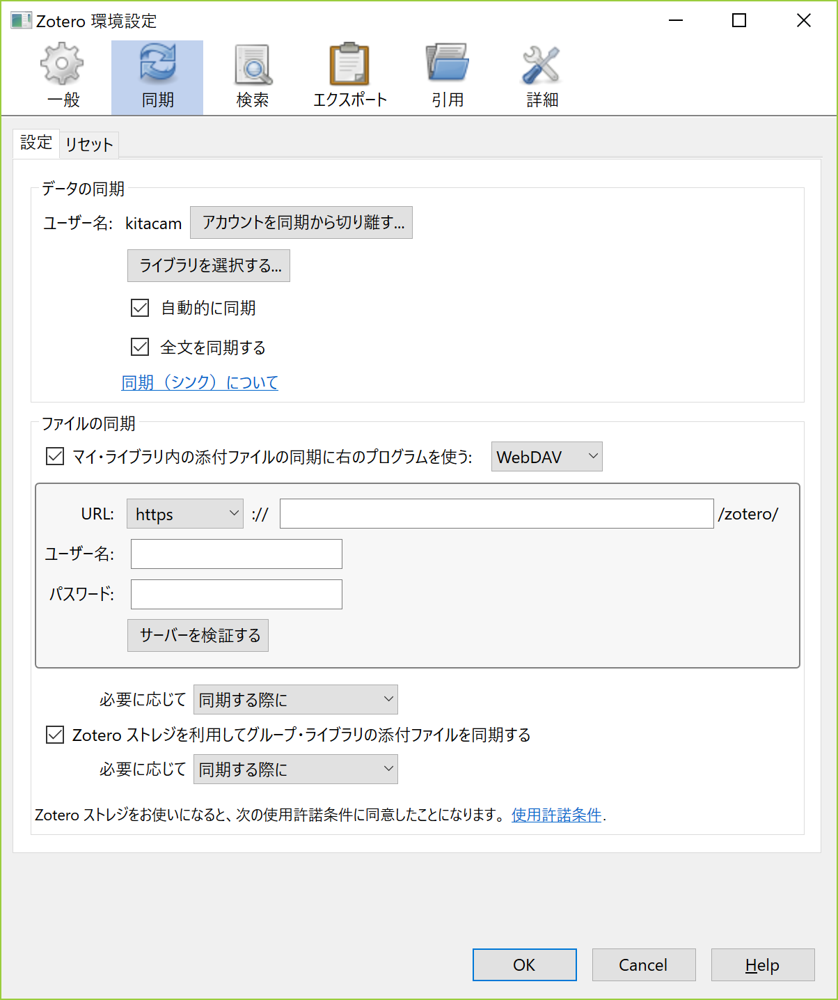 Zotero 環境設定
一般 同期 検索 エクスポート 引用 詳細
設定 リセット
データの同期
ユーザー名: kitacam アカウントを同期から切り離す...
ライブラリを選択する...
自動的に同期
全文を同期する
同期（シンク）について
ファイルの同期
マイ・ライブラリ内の添付ファイルの同期に右のプログラムを使う: WebDAV
URL: https :// /zotero/
ユーザー名:
パスワード:
サーバーを検証する
必要に応じて 同期する際に
Zotero ストレジを利用してグループ・ライブラリの添付ファイルを同期する
必要に応じて 同期する際に
Zotero ストレジをお使いになると、次の使用許諾条件に同意したことになります。 使用許諾条件.
OK Cancel Help